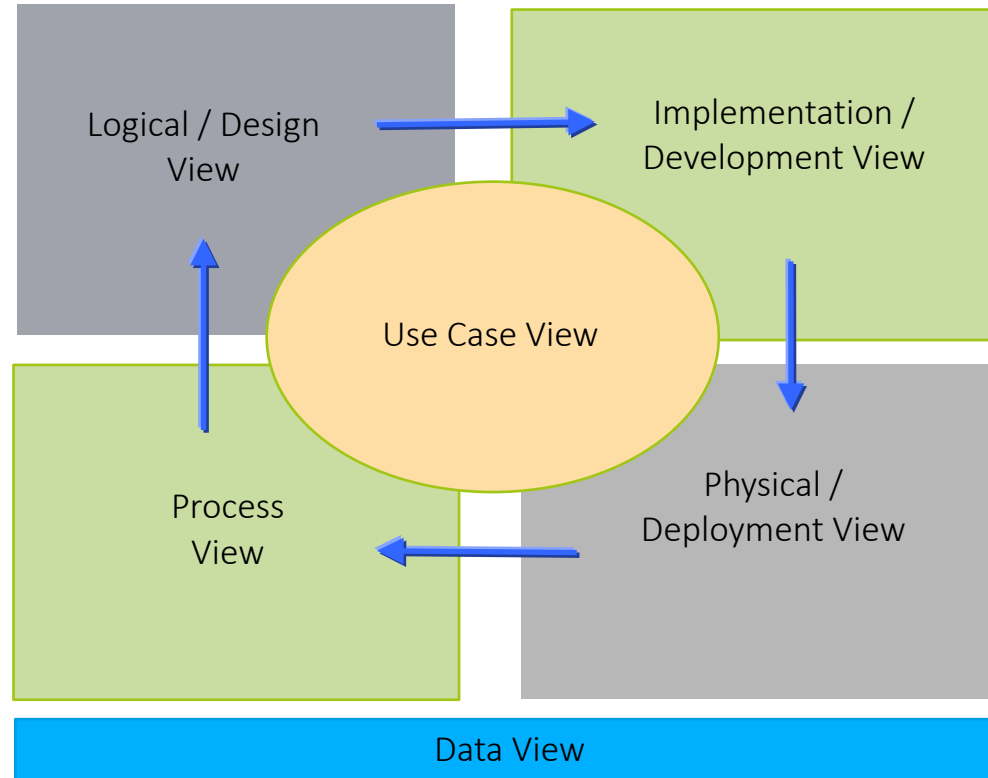 Logical / Design
View
Implementation /
Development View
Use Case View
Process
View
Physical /
Deployment View
Data View